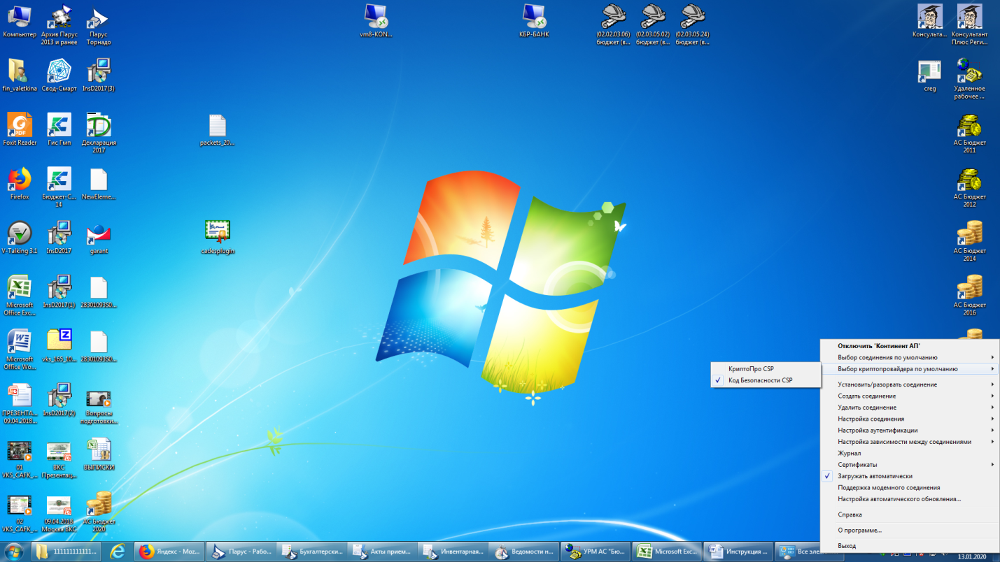 Компьютер
Архив Парус
2013 и ранее
Парус
Торнадо
vm8-KON...
КБР-БАНК
(02.02.03.06)
бюджет (в...
(02.03.05.02)
бюджет (в...
(02.03.05.24)
бюджет (в...
Консульта...
Консультант
Плюс Реги...
fin_valetkina
Свод-Смарт
InsD2017(3)
creg
Удаленное
рабочее ...
Foxit Reader
Гис Гмп
Декларация
2017
packets_20...
АС Бюджет
2011
Firefox
Бюджет-С...
14
NewEleme...
АС Бюджет
2012
V-Talking 3.1
InsD2017
garant
cadesplugin
АС Бюджет
2014
Microsoft
Office Exc...
InsD2017(1)
28301093S0...
АС Бюджет
2016
Microsoft
Office Wo...
vks_165_10...
28301093S0...
ПРЕЗЕНТА...
09.04.2018...
InsD2017(2)
Вопросы
подготовки...
01
VKS_CAFK_...
ВКС
Презентац...
ВЫПИСКИ
02
VKS_CAFK_...
09.04.2018
Москва ВКС
АС Бюджет
2020
КриптоПро CSP
Код Безопасности CSP
Отключить 'Континент АП'
Выбор соединения по умолчанию
Выбор криптопровайдера по умолчанию
Установить/разорвать соединение
Создать соединение
Удалить соединение
Настройка соединения
Настройка аутентификации
Настройка зависимости между соединениями
Журнал
Сертификаты
Загружать автоматически
Поддержка модемного соединения
Настройка автоматического обновления...
Справка
О программе...
Выход
111111111111...
Яндекс - Moz...
Парус - Рабо...
Бухгалтерски...
Акты прием...
Инвентарная...
Ведомости н...
УРМ АС "Бю...
Microsoft Exc...
Инструкция ...
Все эле
13.01.2020